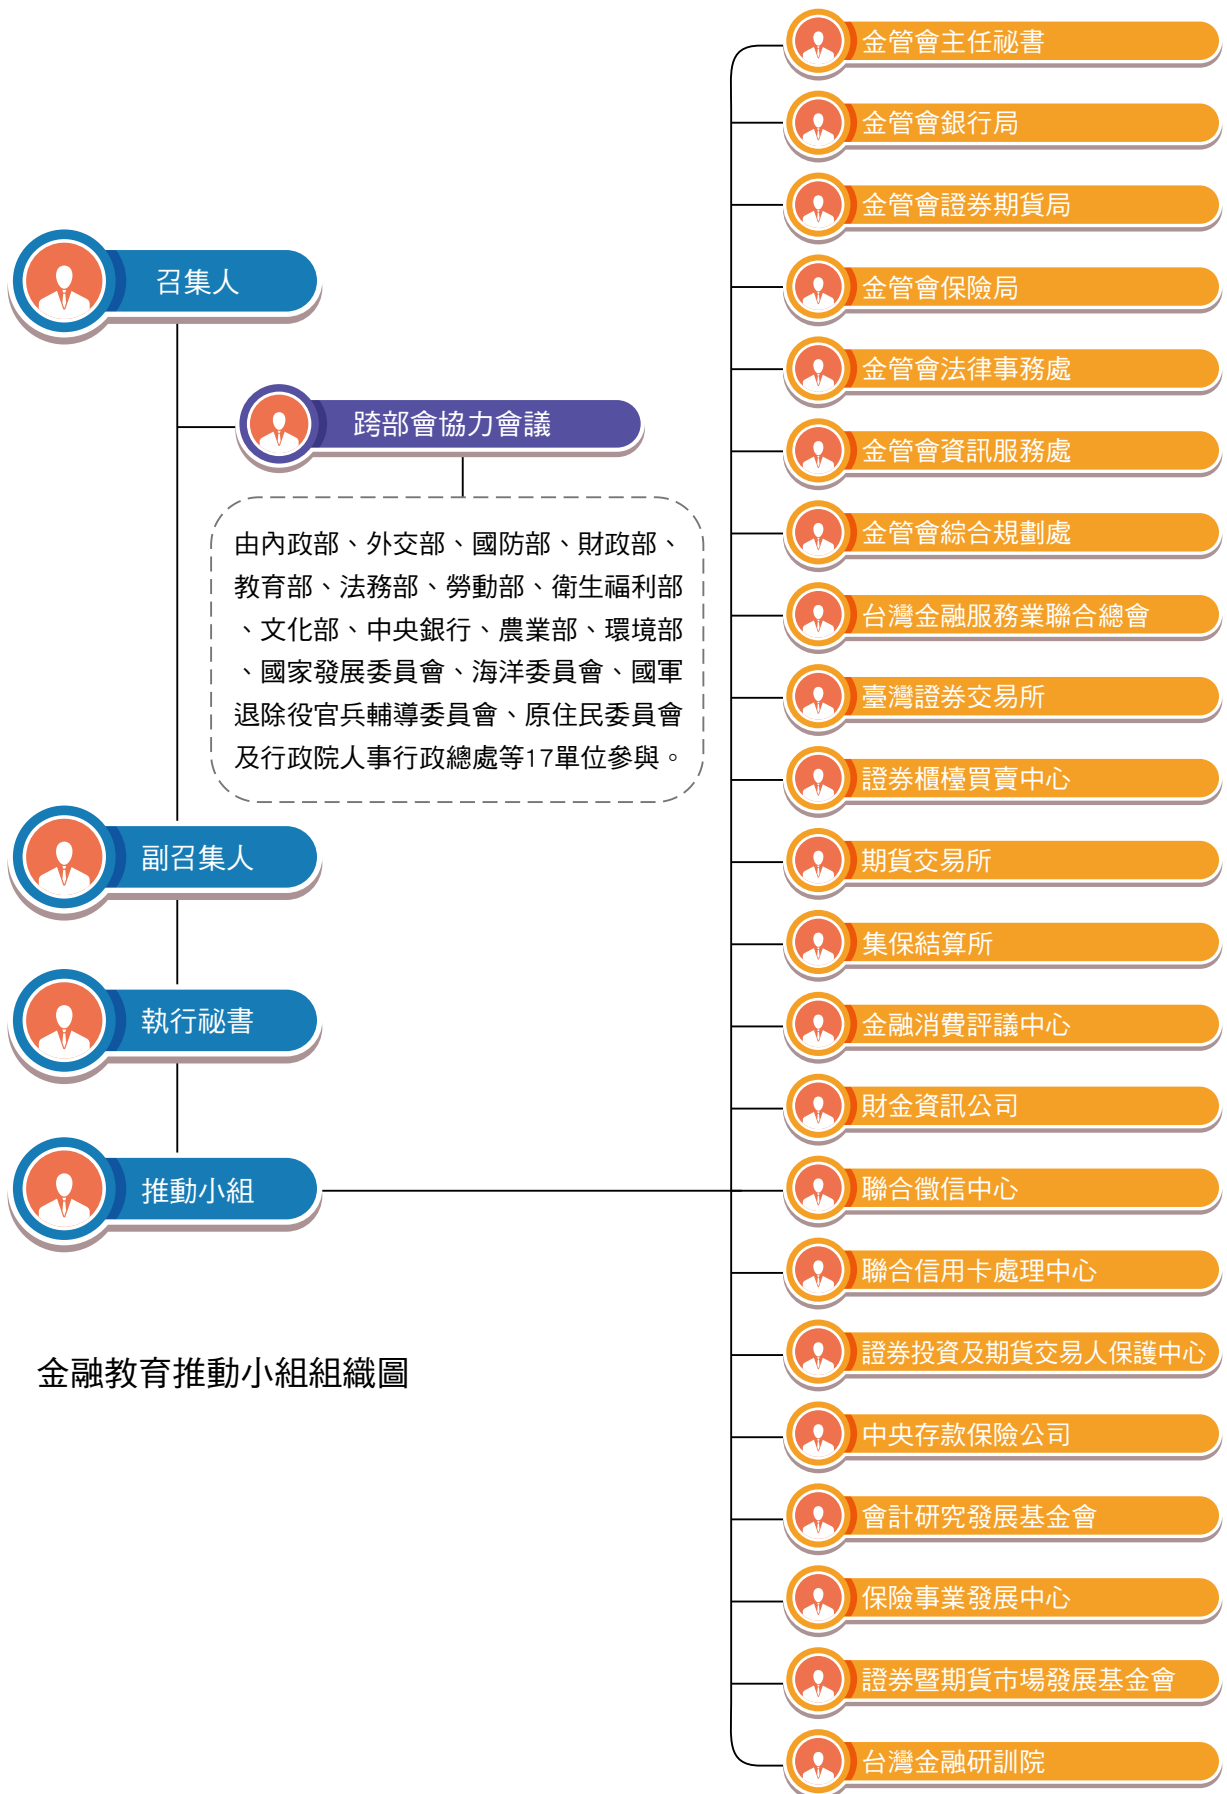 召集人
跨部會協力會議
由內政部、外交部、國防部、財政部、
教育部、法務部、勞動部、衛生福利部
、文化部、中央銀行、農業部、環境部
、國家發展委員會、海洋委員會、國軍
退除役官兵輔導委員會、原住民委員會
及行政院人事行政總處等17單位參與。
副召集人
執行祕書
推動小組
金融教育推動小組組織圖
金管會主任祕書
金管會銀行局
金管會證券期貨局
金管會保險局
金管會法律事務處
金管會資訊服務處
金管會綜合規劃處
台灣金融服務業聯合總會
臺灣證券交易所
證券櫃檯買賣中心
期貨交易所
集保結算所
金融消費評議中心
財金資訊公司
聯合徵信中心
聯合信用卡處理中心
證券投資及期貨交易人保護中心
中央存款保險公司
會計研究發展基金會
保險事業發展中心
證券暨期貨市場發展基金會
台灣金融研訓院